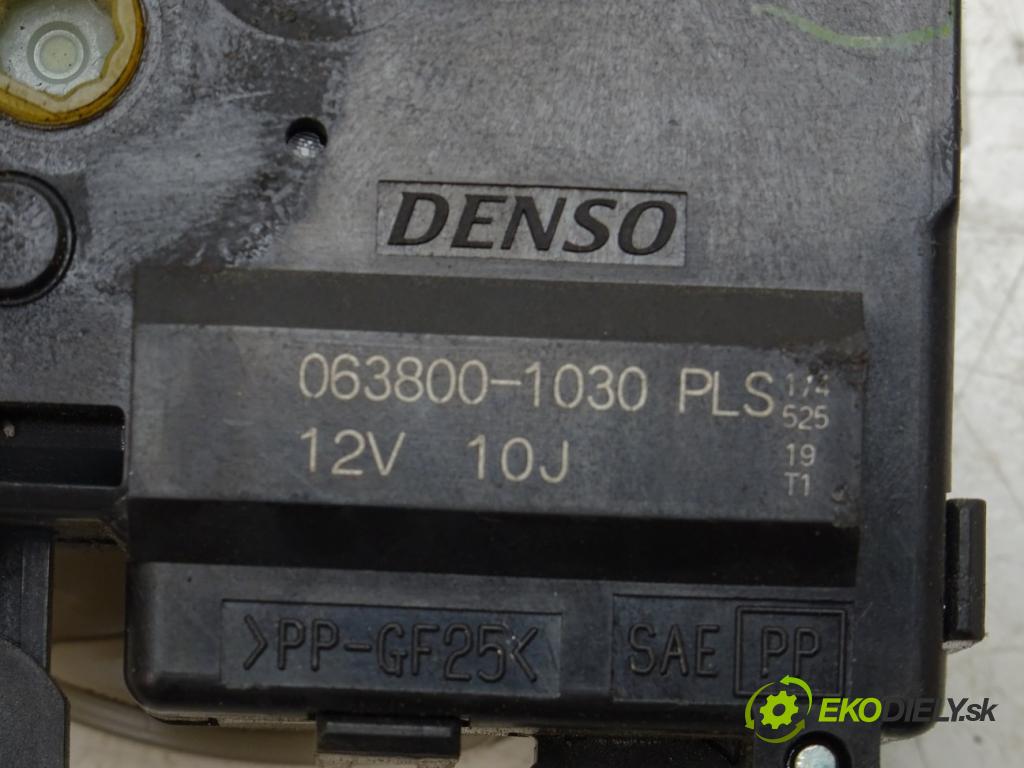 DENSO
063800-1030 PLS
12V 10J
174
525
19
T1
>PP-GF25<
SAE PP
EKODIELY.sk